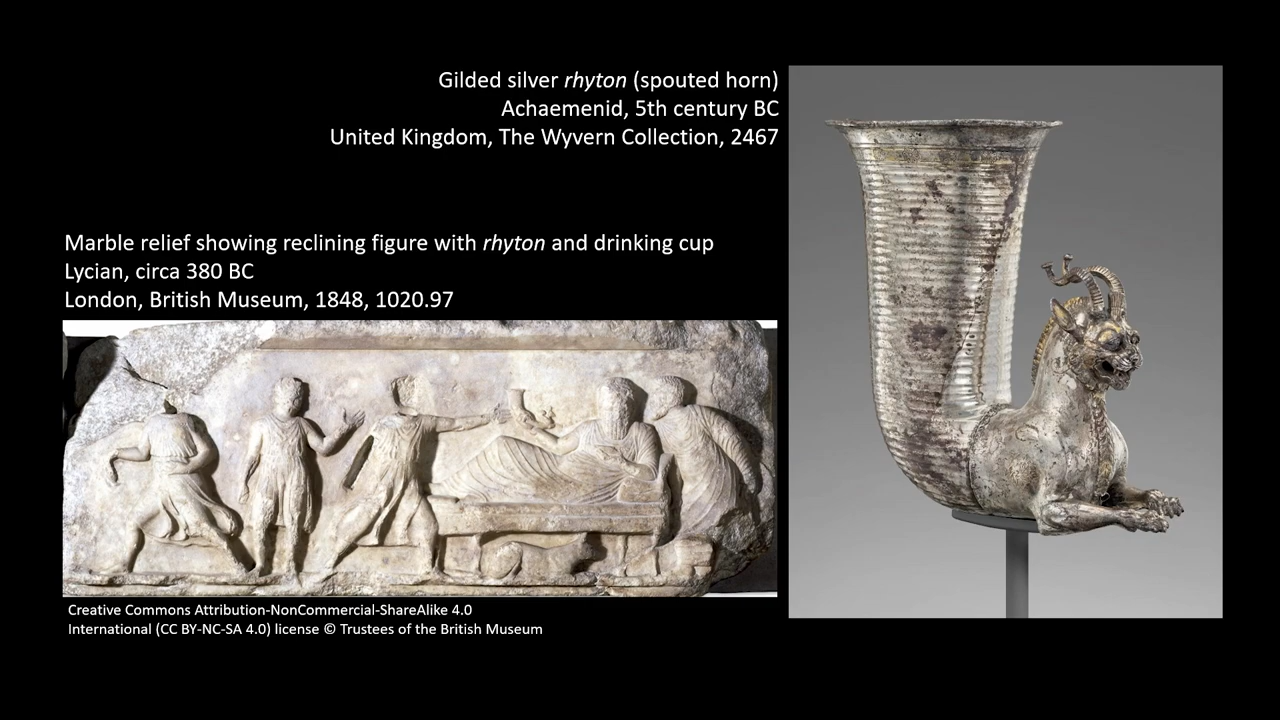 Gilded silver rhyton (spouted horn)
Achaemenid, 5th century BC
United Kingdom, The Wyvern Collection, 2467
Marble relief showing reclining figure with rhyton and drinking cup
Lycian, circa 380 BC
London, British Museum, 1848, 1020.97
Creative Commons Attribution-NonCommercial-ShareAlike 4.0
International (CC BY-NC-SA 4.0) license © Trustees of the British Museum